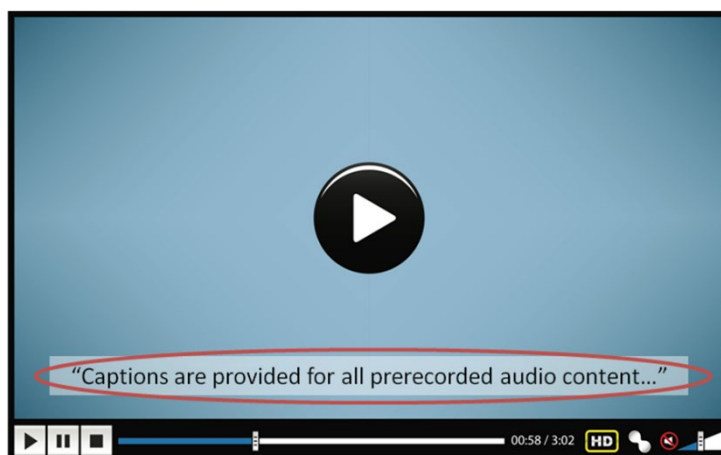 “Captions are provided for all prerecorded audio content...”
00:58 / 3:02 HD